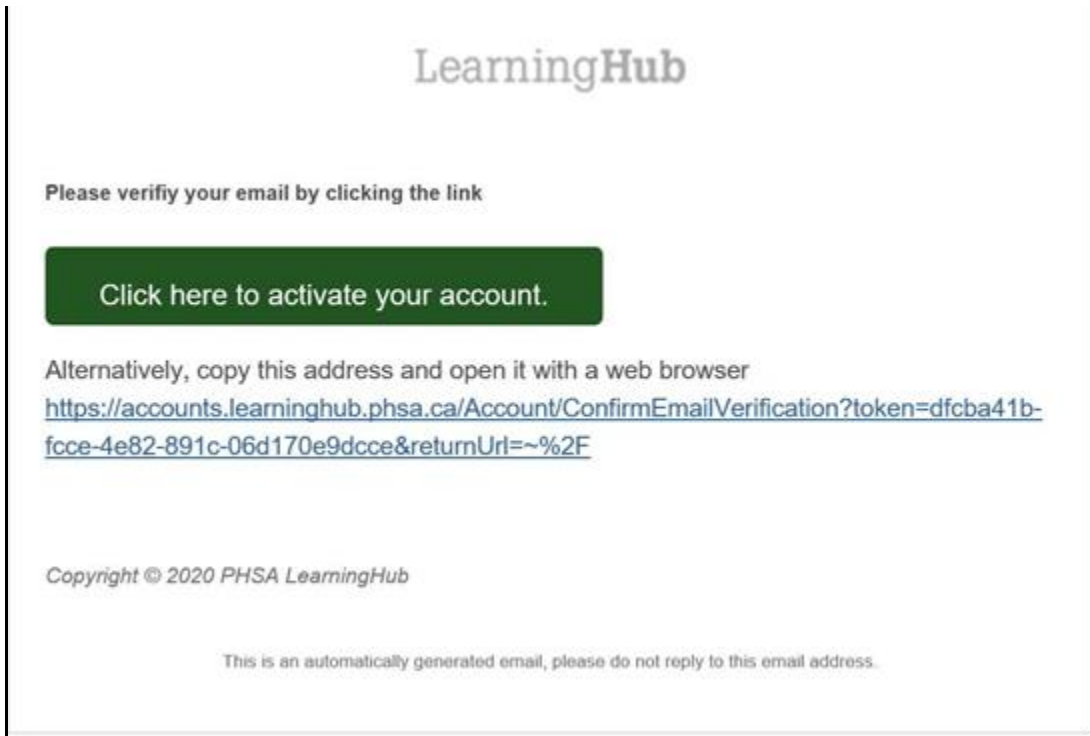 LearningHub
Please verifiy your email by clicking the link
Click here to activate your account.
Alternatively, copy this address and open it with a web browser
https://accounts.learninghub.phsa.ca/Account/ConfirmEmailVerification?token=dfcba41b-
fcce-4e82-891c-06d170e9dcce&returnUrl=~%2F
Copyright © 2020 PHSA LearningHub
This is an automatically generated email, please do not reply to this email address.